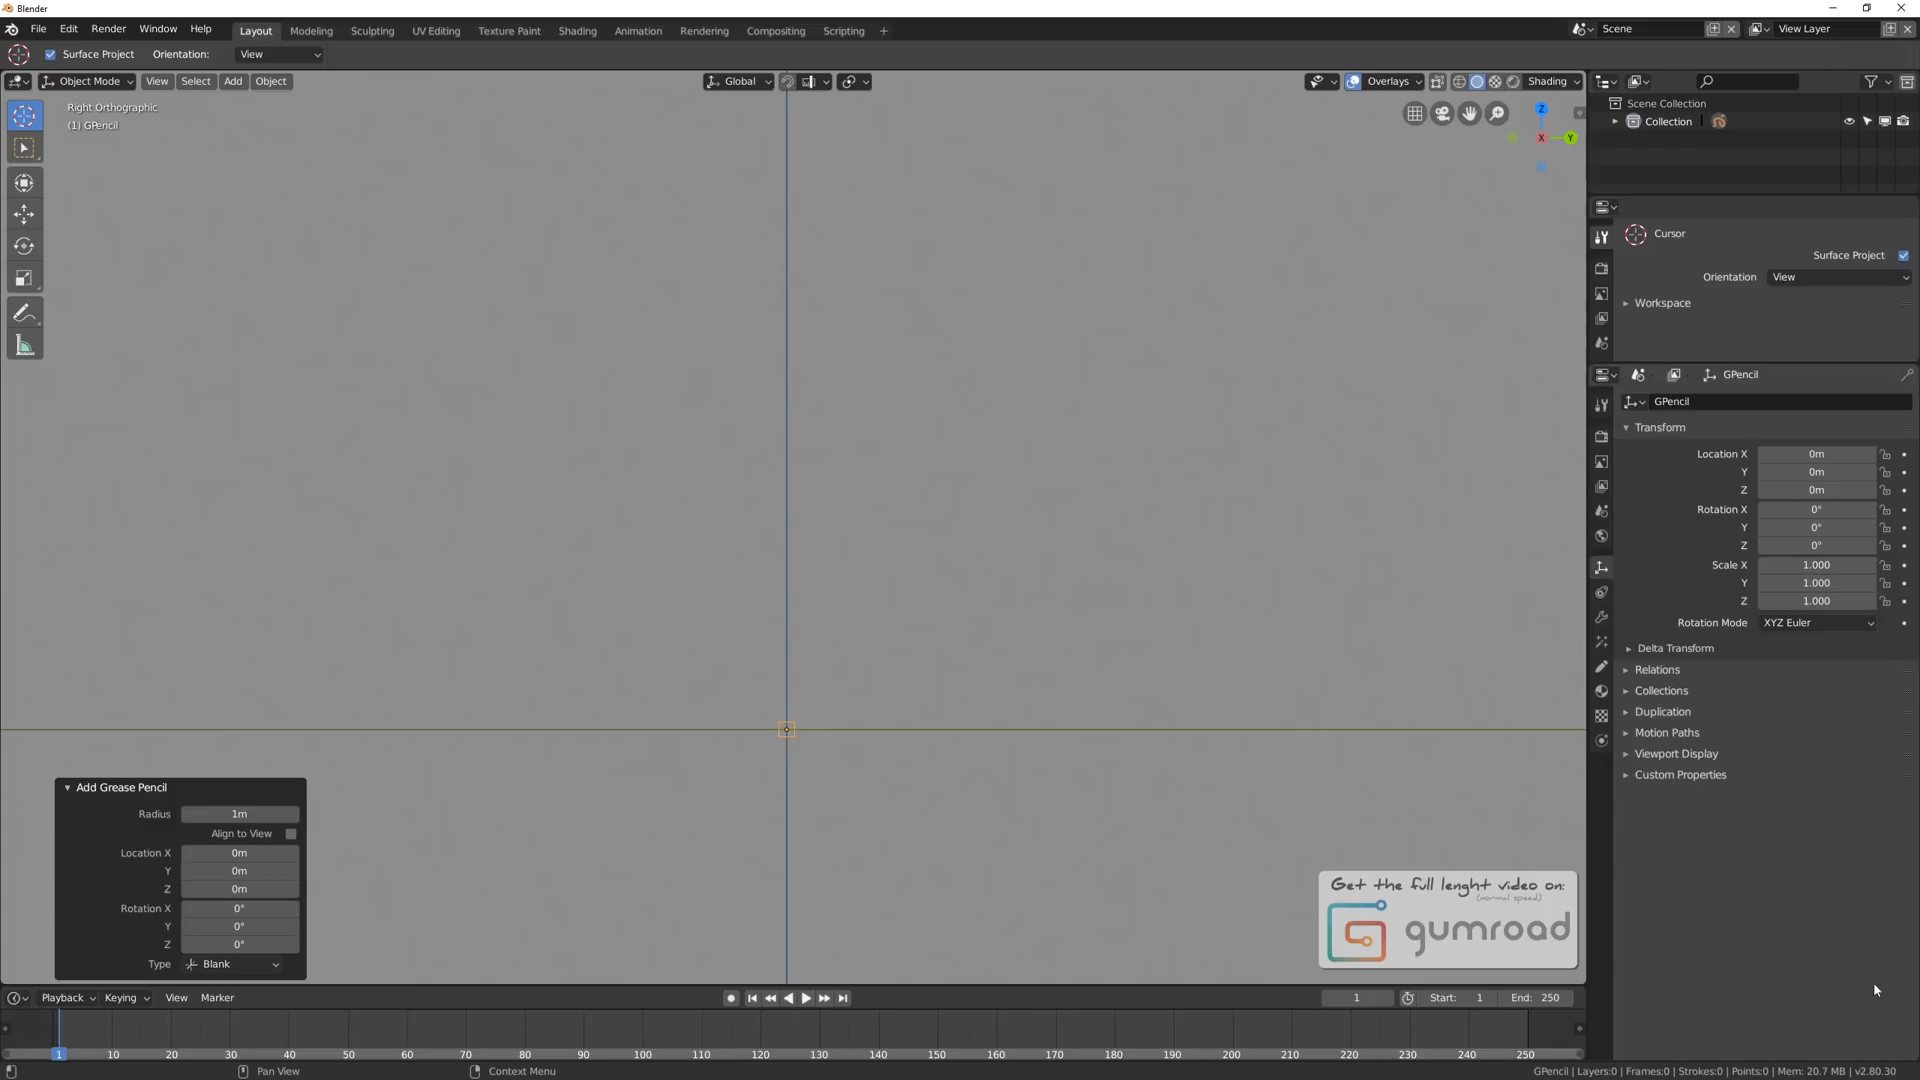 Blender
File Edit Render Window Help Layout Modeling Sculpting UV Editing Texture Paint Shading Animation Rendering Compositing Scripting + Scene View Layer
Surface Project Orientation: View
Object Mode View Select Add Object Global Overlays Shading
Right Orthographic
(1) GPencil
Z
X
Y
Scene Collection
Collection
Cursor
Surface Project
Orientation View
Workspace
GPencil
GPencil
Transform
Location X 0m
Y 0m
Z 0m
Rotation X 0°
Y 0°
Z 0°
Scale X 1.000
Y 1.000
Z 1.000
Rotation Mode XYZ Euler
Delta Transform
Relations
Collections
Duplication
Motion Paths
Viewport Display
Custom Properties
Add Grease Pencil
Radius 1m
Align to View
Location X 0m
Y 0m
Z 0m
Rotation X 0°
Y 0°
Z 0°
Type Blank
Get the full lenght video on:
(normal speed)
gumroad
Playback Keying View Marker 1 Start: 1 End: 250
1 10 20 30 40 50 60 70 80 90 100 110 120 130 140 150 160 170 180 190 200 210 220 230 240 250
Pan View Context Menu GPencil | Layers:0 | Frames:0 | Strokes:0 | Points:0 | Mem: 20.7 MB | v2.80.30